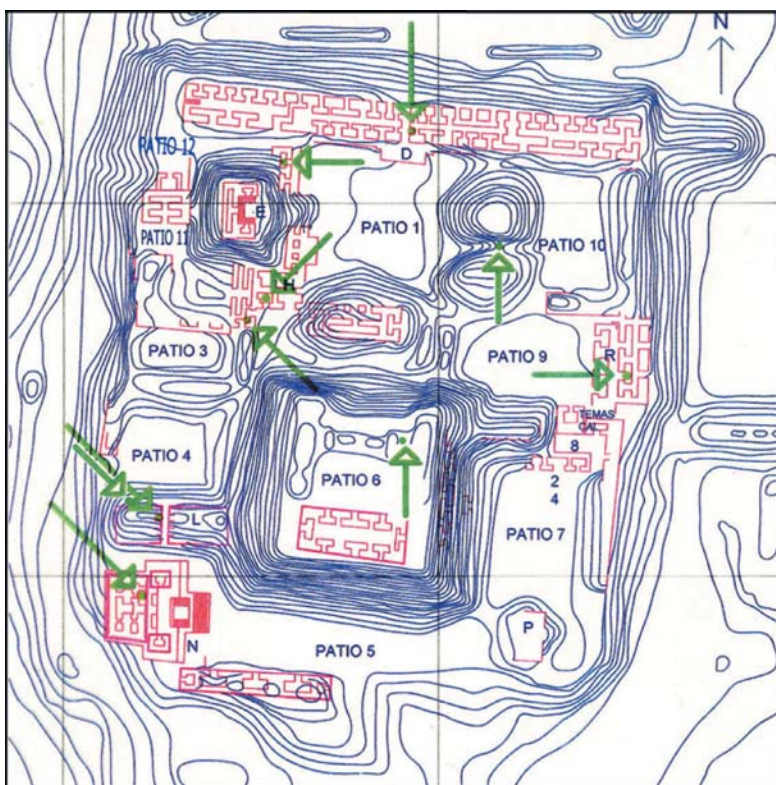 N
D
PATIO 12
E
PATIO 1
PATIO 11
PATIO 10
H
PATIO 3
PATIO 9
R
TEMAS
CAL
PATIO 4
8
PATIO 6
2
4
L
PATIO 7
P
N
PATIO 5